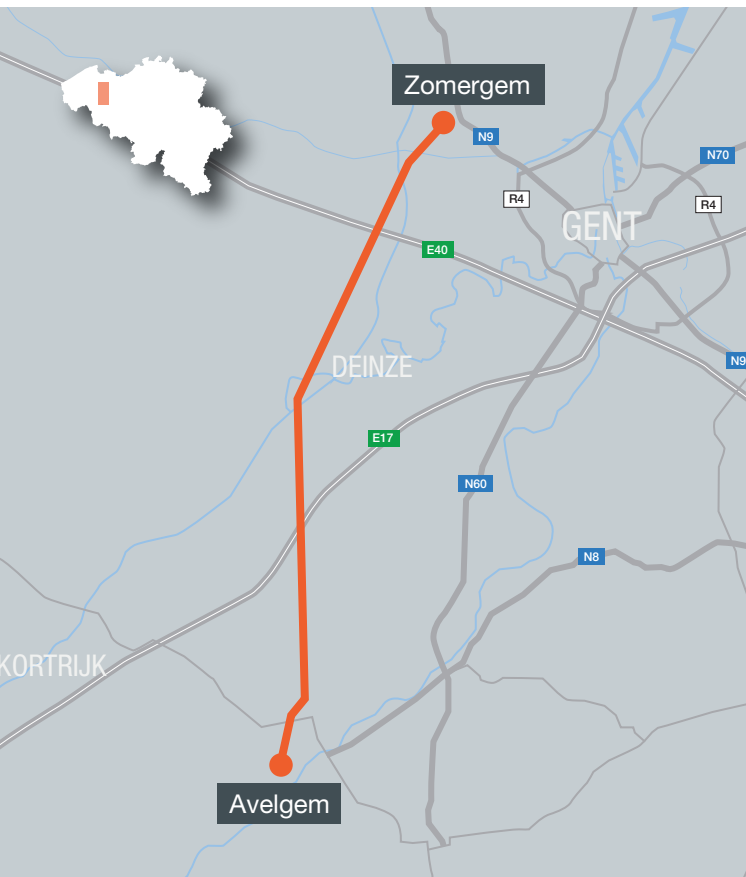 Zomergem
N9
N70
R4
R4
GENT
E40
DEINZE
N9
E17
N60
N8
KORTRIJK
Avelgem